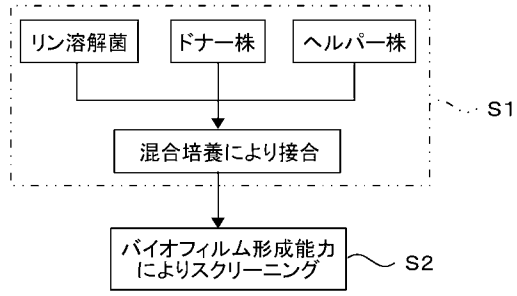 リン溶解菌
ドナー株
ヘルパー株
S1
混合培養により接合
バイオフィルム形成能力
によりスクリーニング
S2